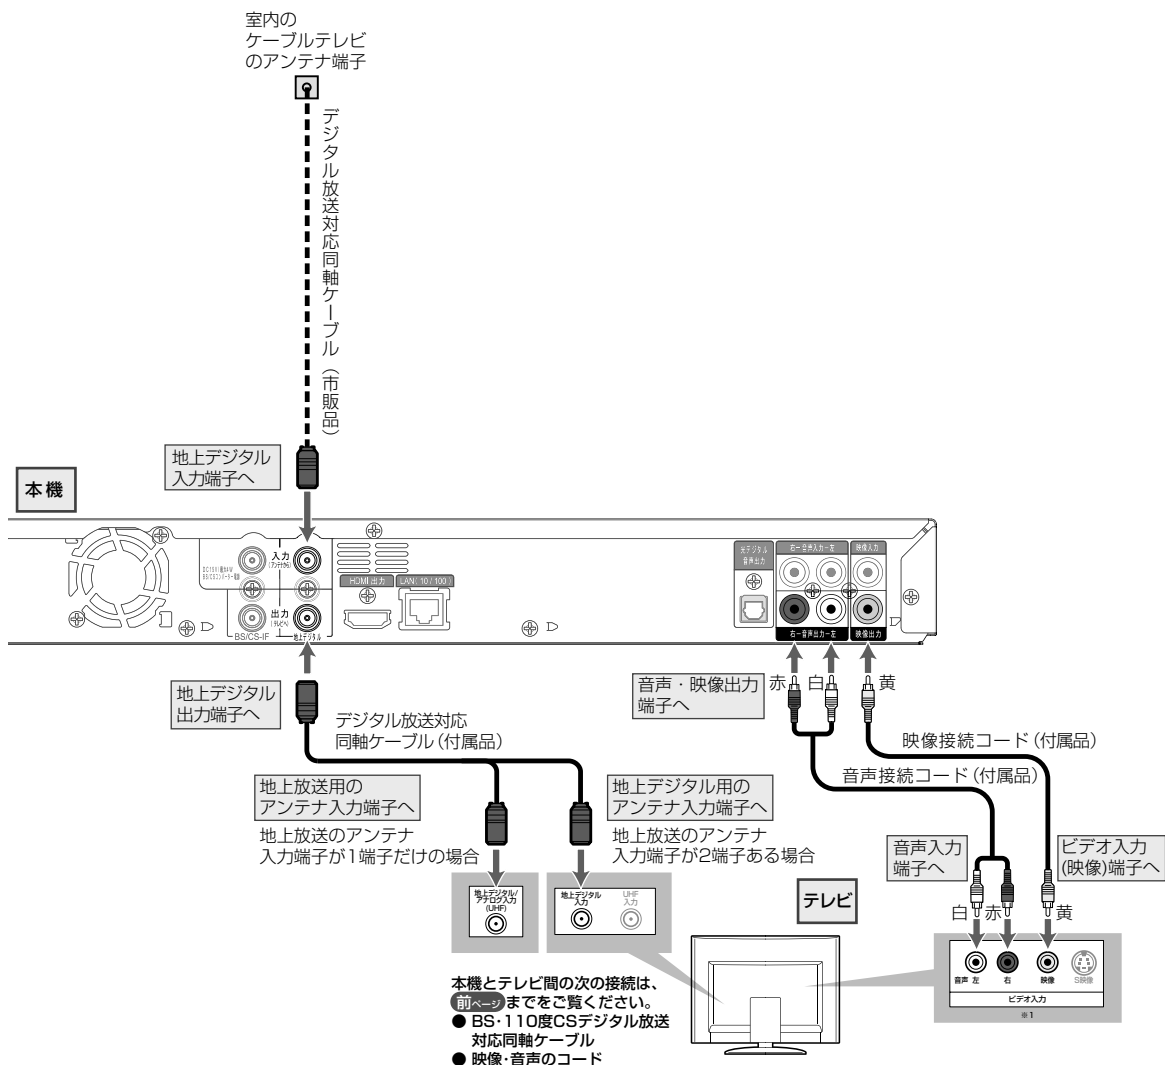 室内の
ケーブルテレビ
のアンテナ端子
デジタル放送対応同軸ケーブル（市販品）
地上デジタル
入力端子へ
本機
入力
(アンテナから)
出力
(テレビへ)
BS/CS-IF
地上デジタル
HDMI 出力
LAN(10/100)
光デジタル
音声出力
右ー音声入力ー左
映像入力
右ー音声出力ー左
映像出力
地上デジタル
出力端子へ
デジタル放送対応
同軸ケーブル(付属品)
音声・映像出力
端子へ
赤
白
黄
映像接続コード(付属品)
音声接続コード(付属品)
地上放送用の
アンテナ入力端子へ
地上放送のアンテナ
入力端子が1端子だけの場合
地上デジタル用の
アンテナ入力端子へ
地上放送のアンテナ
入力端子が2端子ある場合
音声入力
端子へ
ビデオ入力
(映像)端子へ
白
赤
黄
地上デジタル/
アナログ入力
(UHF)
地上デジタル
入力
UHF
入力
テレビ
音声 左
右
映像
S映像
ビデオ入力
※1
本機とテレビ間の次の接続は、
前ページまでをご覧ください。
● BS・110度CSデジタル放送
対応同軸ケーブル
● 映像・音声のコード